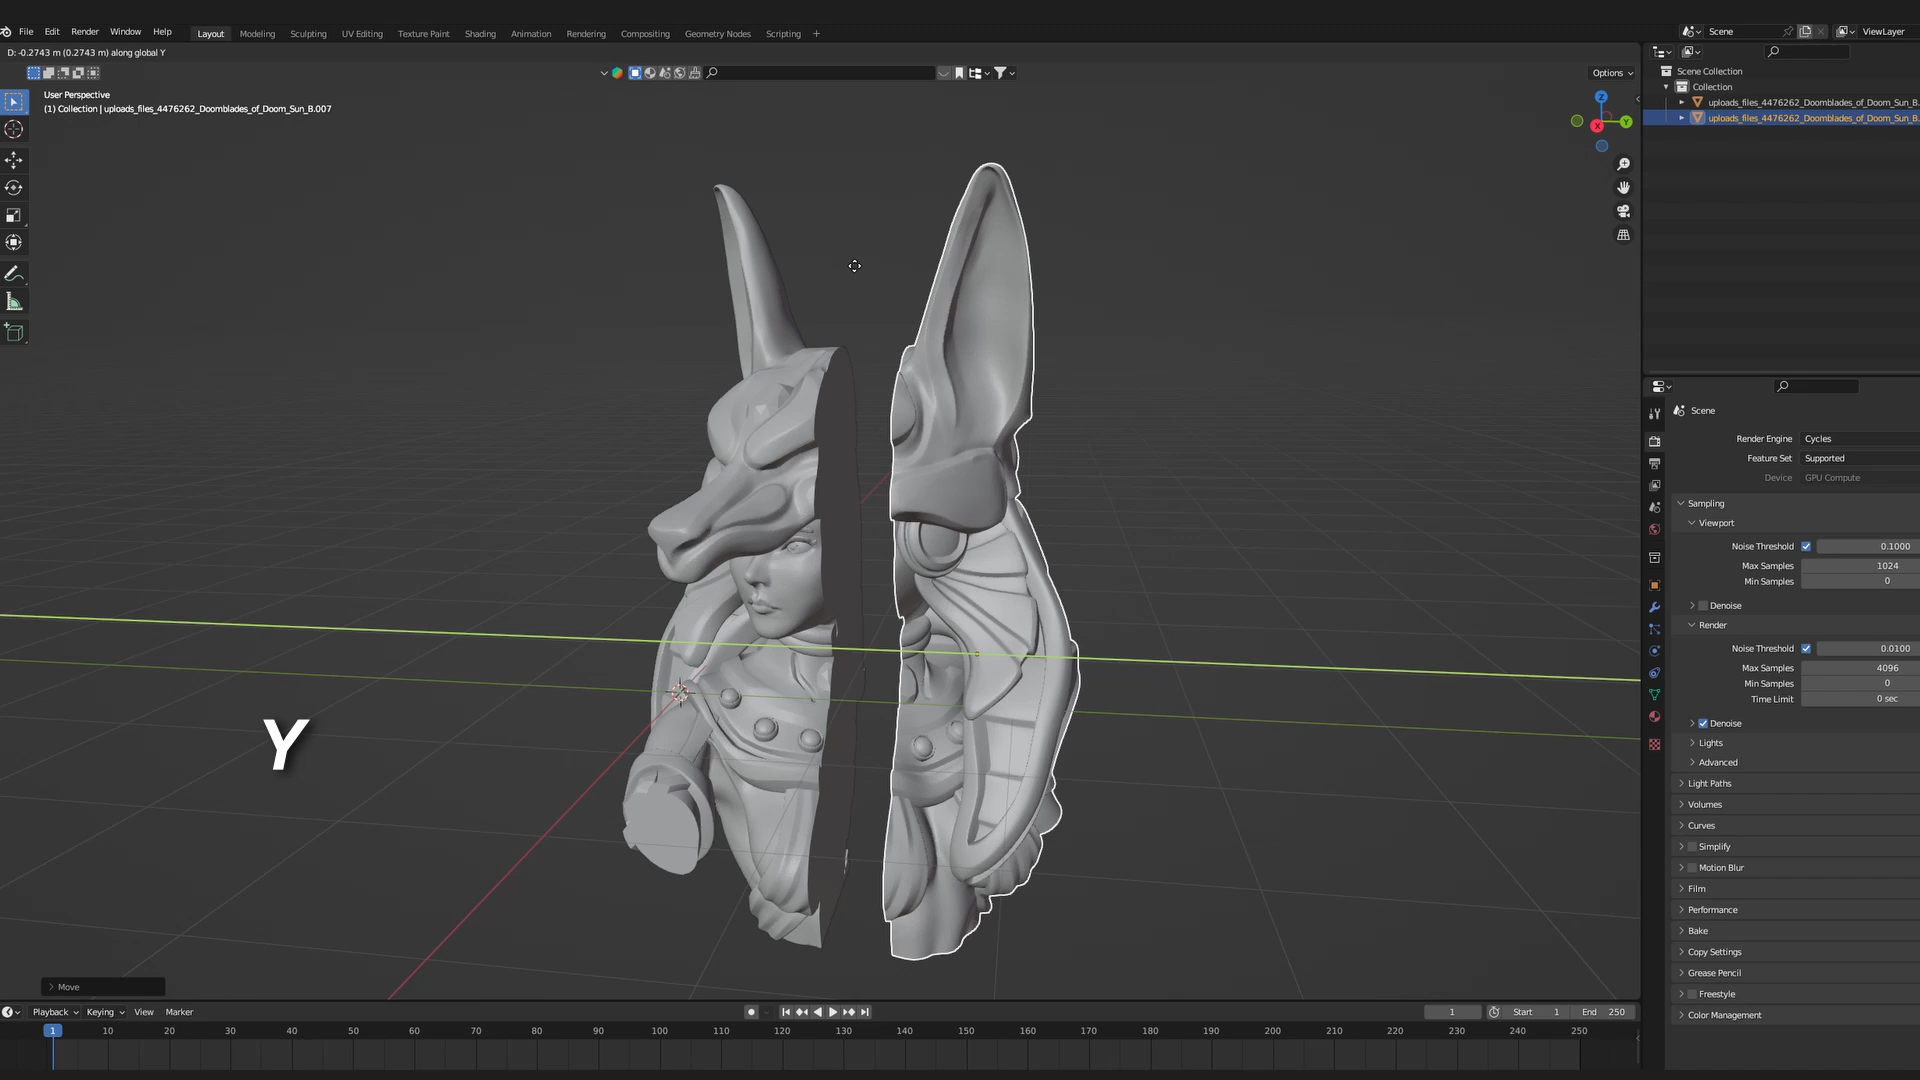 File Edit Render Window Help Layout Modeling Sculpting UV Editing Texture Paint Shading Animation Rendering Compositing Geometry Nodes Scripting + Scene ViewLayer
D: -0.2743 m (0.2743 m) along global Y
Options
User Perspective
(1) Collection | uploads_files_4476262_Doomblades_of_Doom_Sun_B.007
Z
Y
X
Scene Collection
Collection
uploads_files_4476262_Doomblades_of_Doom_Sun_B.
uploads_files_4476262_Doomblades_of_Doom_Sun_B.
Scene
Render Engine Cycles
Feature Set Supported
Device GPU Compute
Sampling
Viewport
Noise Threshold 0.1000
Max Samples 1024
Min Samples 0
Denoise
Render
Noise Threshold 0.0100
Max Samples 4096
Min Samples 0
Time Limit 0 sec
Denoise
Lights
Advanced
Light Paths
Volumes
Curves
Simplify
Motion Blur
Film
Performance
Bake
Copy Settings
Grease Pencil
Freestyle
Color Management
Y
Move
Playback Keying View Marker 1 Start 1 End 250
1 10 20 30 40 50 60 70 80 90 100 110 120 130 140 150 160 170 180 190 200 210 220 230 240 250